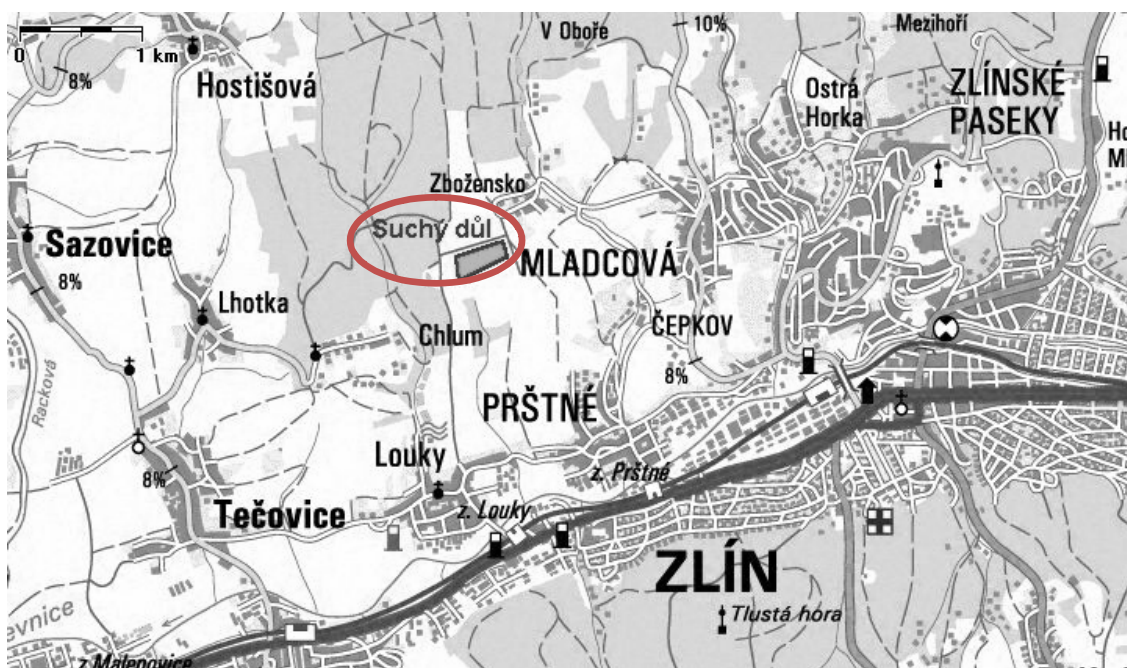 0
1 km
8%
Hostišová
V Oboře
10%
Mezihoří
Ostrá
Horka
ZLÍNSKÉ
PASEKY
Zbožensko
Suchý důl
Sazovice
8%
MLADCOVÁ
Lhotka
Chlum
ČEPKOV
8%
Racková
PRŠTNÉ
Louky
8%
z. Prštné
Tečovice
z. Louky
ZLÍN
Tlustá hora
z. Malenovice